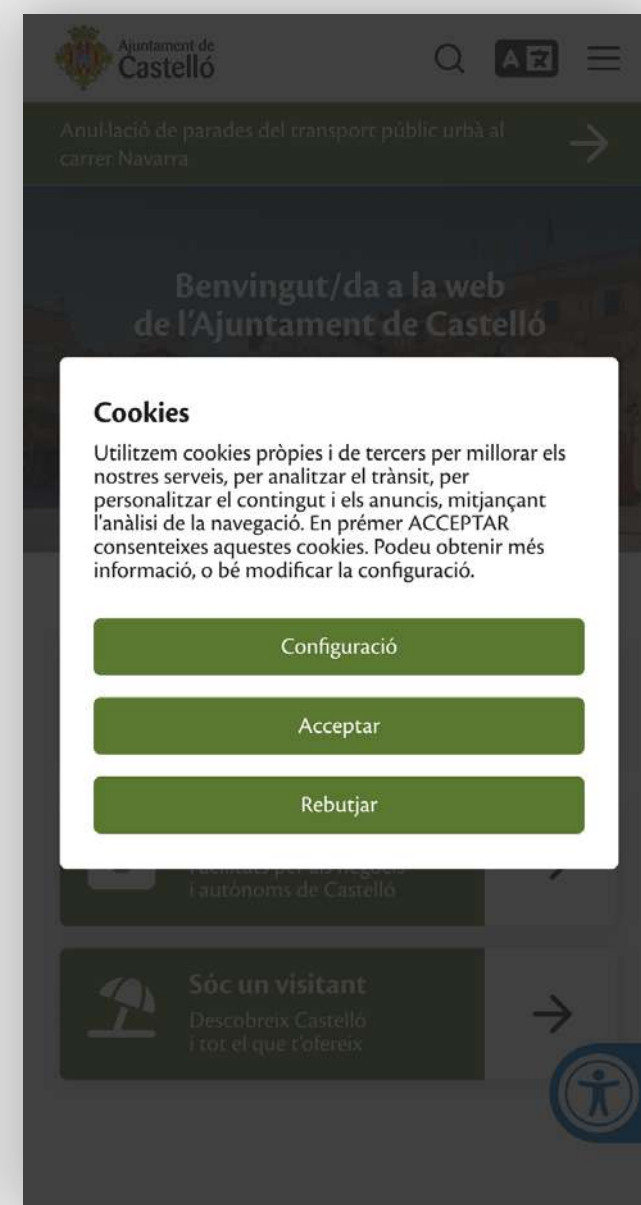 Ajuntament de
Castelló
Anul·lació de parades del transport públic urbà al
carrer Navarra
Benvingut/da a la web
de l'Ajuntament de Castelló
Cookies
Utilitzem cookies pròpies i de tercers per millorar els
nostres serveis, per analitzar el trànsit, per
personalitzar el contingut i els anuncis, mitjançant
l'anàlisi de la navegació. En prémer ACCEPTAR
consenteixes aquestes cookies. Podeu obtenir més
informació, o bé modificar la configuració.
Configuració
Acceptar
Rebutjar
per als negocis
i autònoms de Castelló
Sóc un visitant
Descobreix Castelló
i tot el que t'ofereix